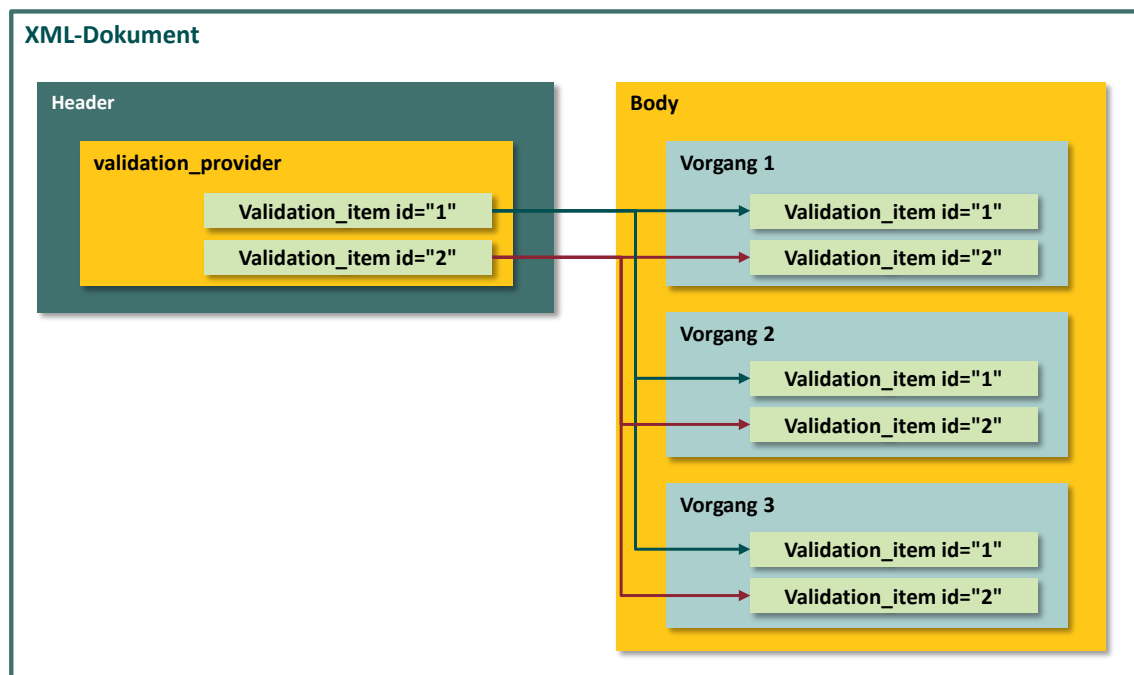 XML-Dokument
Header
validation_provider
Validation_item id="1"
Validation_item id="2"
Body
Vorgang 1
Validation_item id="1"
Validation_item id="2"
Vorgang 2
Validation_item id="1"
Validation_item id="2"
Vorgang 3
Validation_item id="1"
Validation_item id="2"